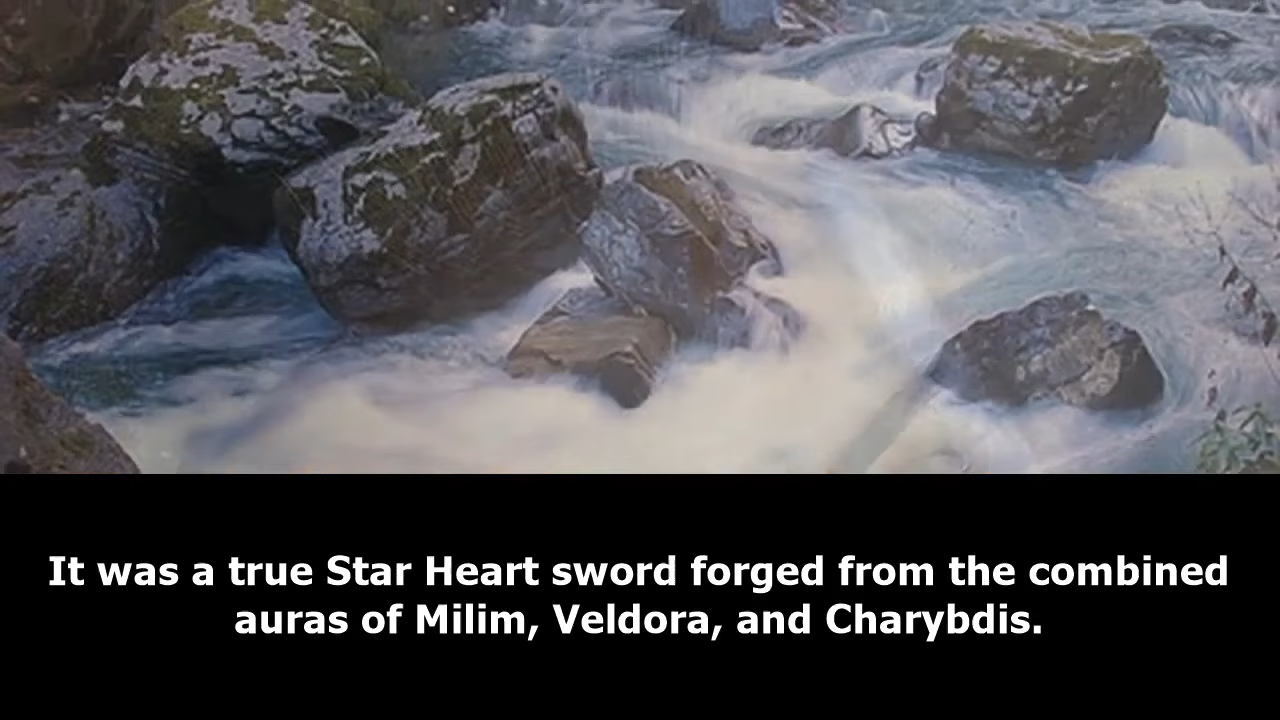 It was a true Star Heart sword forged from the combined
auras of Milim, Veldora, and Charybdis.